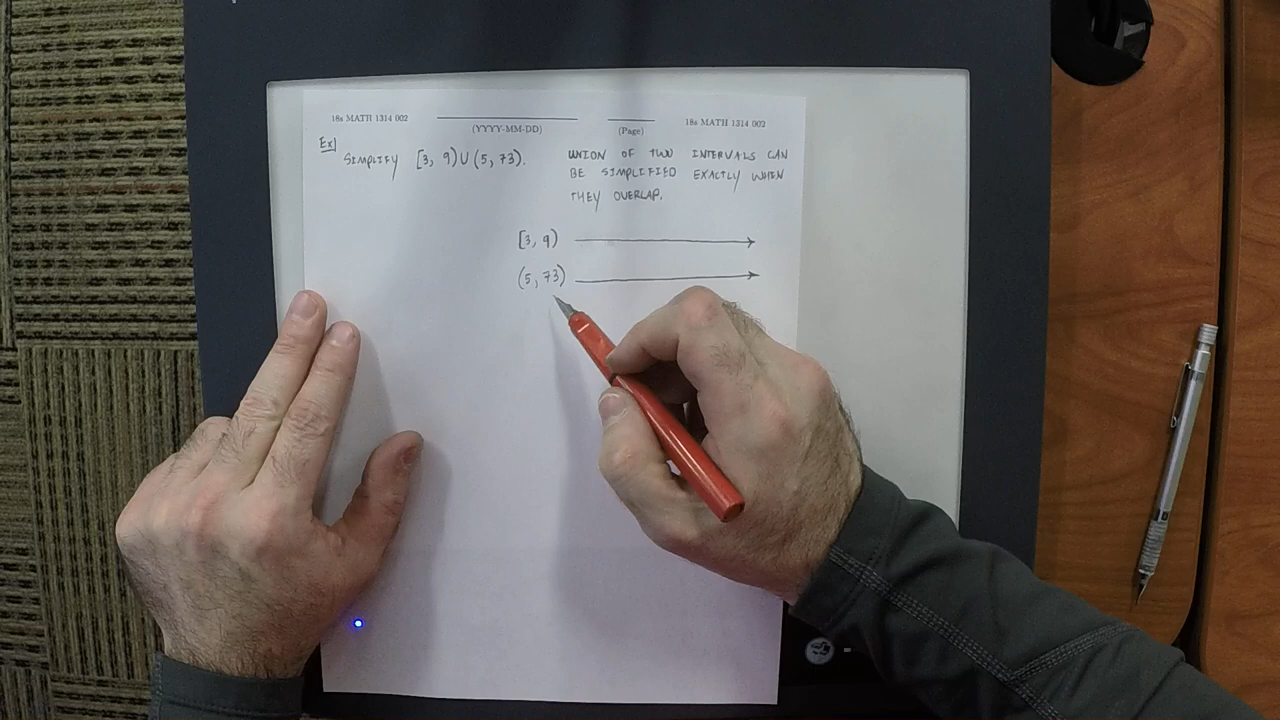 18s MATH 1314 002 (YYYY-MM-DD) (Page) 18s MATH 1314 002
Ex]
SIMPLIFY [3, 9) ∪ (5, 73).
UNION OF TWO INTERVALS CAN
BE SIMPLIFIED EXACTLY WHEN
THEY OVERLAP.
[3, 9)
(5, 73)